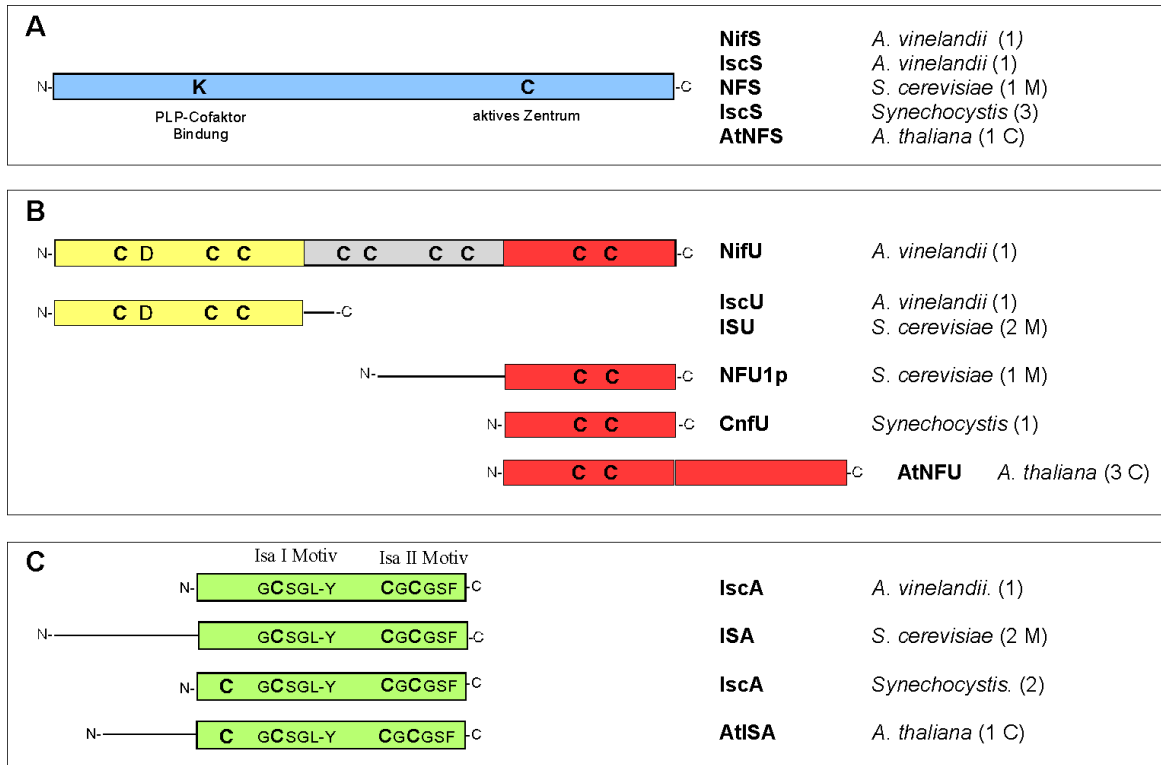 A
NifS A. vinelandii (1)
IscS A. vinelandii (1)
N- K C -C NFS S. cerevisiae (1 M)
PLP-Cofaktor aktives Zentrum IscS Synechocystis (3)
Bindung
AtNFS A. thaliana (1 C)
B
N- C D C C C C C C C C -C NifU A. vinelandii (1)
N- C D C C -C IscU A. vinelandii (1)
ISU S. cerevisiae (2 M)
N- C C -C NFU1p S. cerevisiae (1 M)
N- C C -C CnfU Synechocystis (1)
N- C C -C AtNFU A. thaliana (3 C)
C
Isa I Motiv Isa II Motiv
N- GCSGL-Y CGCGSF -C IscA A. vinelandii. (1)
N- GCSGL-Y CGCGSF -C ISA S. cerevisiae (2 M)
N- C GCSGL-Y CGCGSF -C IscA Synechocystis. (2)
N- C GCSGL-Y CGCGSF -C AtISA A. thaliana (1 C)